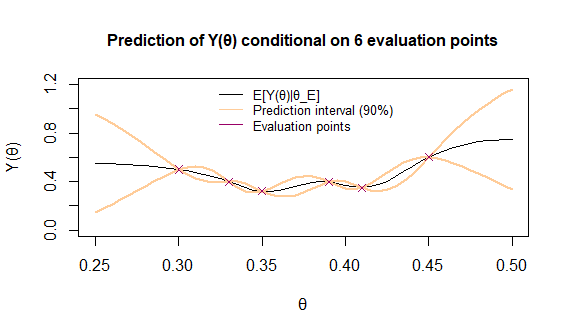 Prediction of Y(θ) conditional on 6 evaluation points
E[Y(θ)|θ_E]
Prediction interval (90%)
Evaluation points
Y(θ)
1.2
0.8
0.4
0.0
0.25 0.30 0.35 0.40 0.45 0.50
θ